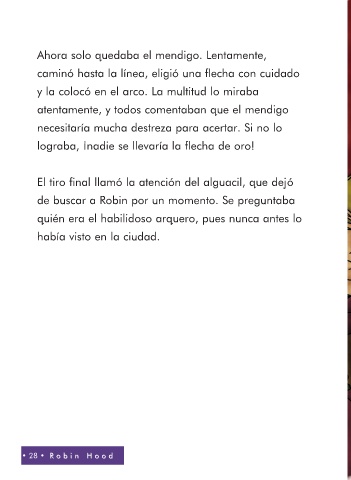 Ahora solo quedaba el mendigo. Lentamente,
caminó hasta la línea, eligió una flecha con cuidado
y la colocó en el arco. La multitud lo miraba
atentamente, y todos comentaban que el mendigo
necesitaría mucha destreza para acertar. Si no lo
lograba, ¡nadie se llevaría la flecha de oro!
El tiro final llamó la atención del alguacil, que dejó
de buscar a Robin por un momento. Se preguntaba
quién era el habilidoso arquero, pues nunca antes lo
había visto en la ciudad.
• 28 • Robin Hood